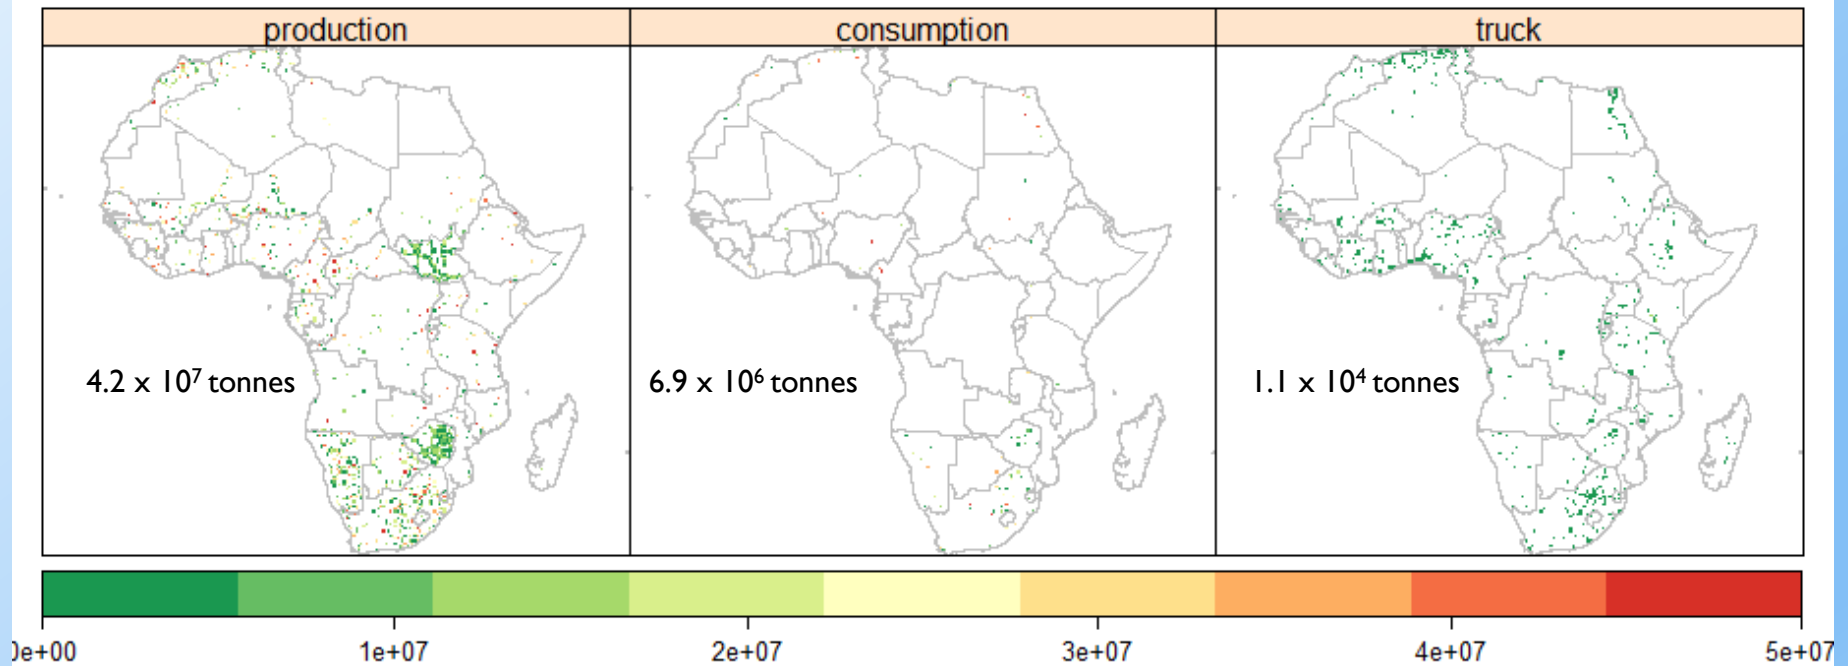 production consumption truck
4.2 x 10⁷ tonnes 6.9 x 10⁶ tonnes 1.1 x 10⁴ tonnes
0e+00 1e+07 2e+07 3e+07 4e+07 5e+07